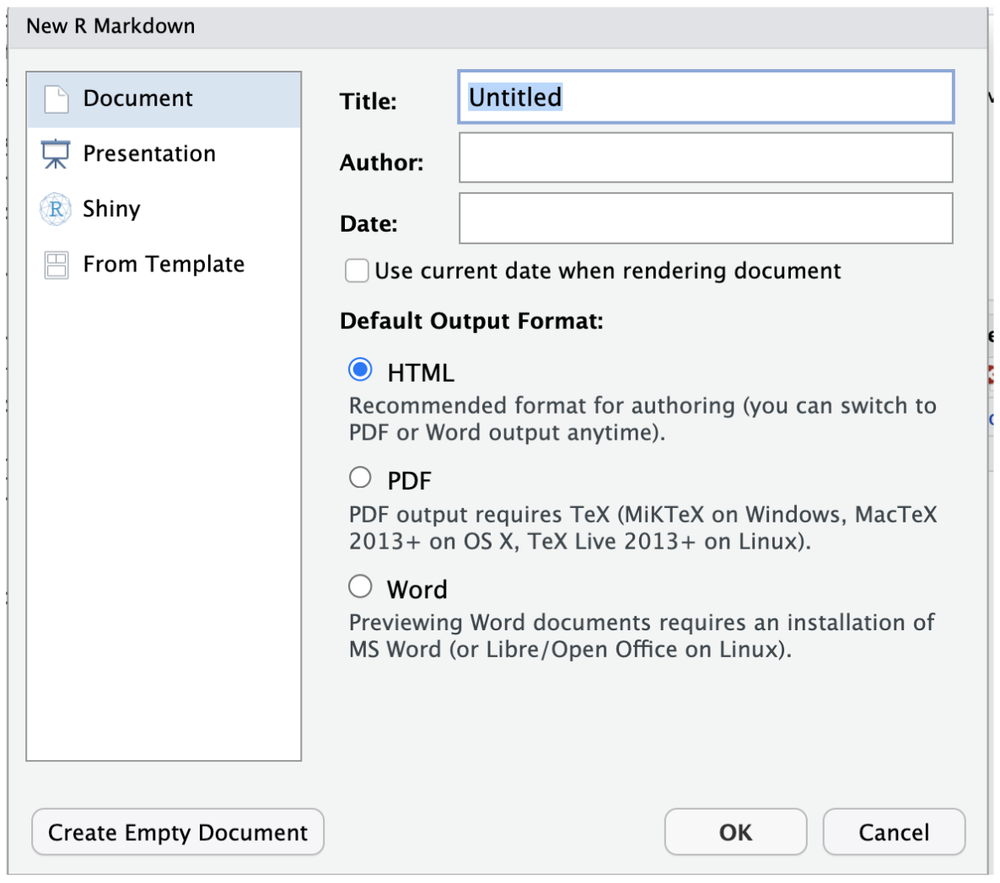 New R Markdown
Document
Presentation
Shiny
From Template
Title:
Untitled
Author:
Date:
Use current date when rendering document
Default Output Format:
HTML
Recommended format for authoring (you can switch to
PDF or Word output anytime).
PDF
PDF output requires TeX (MiKTeX on Windows, MacTeX
2013+ on OS X, TeX Live 2013+ on Linux).
Word
Previewing Word documents requires an installation of
MS Word (or Libre/Open Office on Linux).
Create Empty Document
OK
Cancel